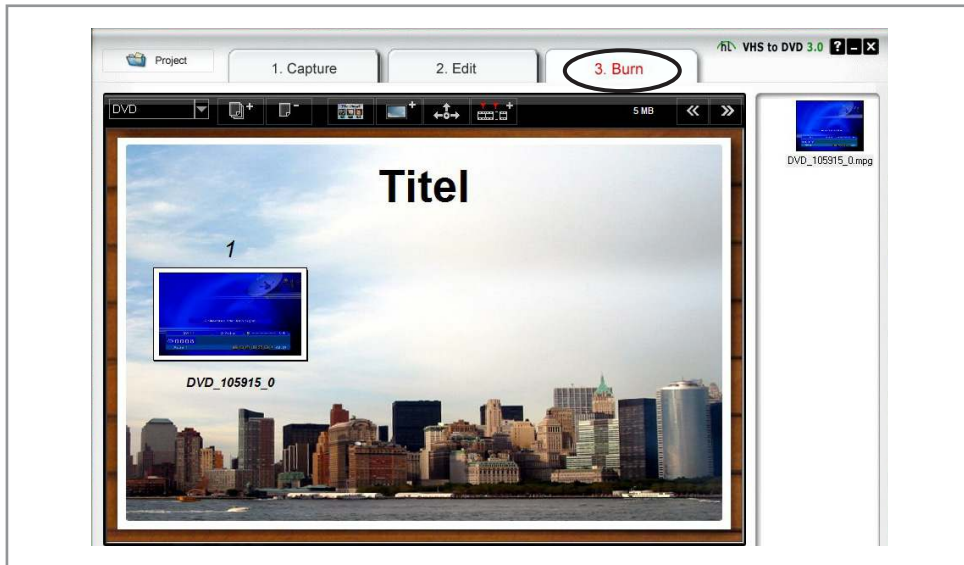 Project
1. Capture
2. Edit
3. Burn
VHS to DVD 3.0
DVD
5 MB
Titel
1
DVD_105915_0
DVD_105915_0.mpg